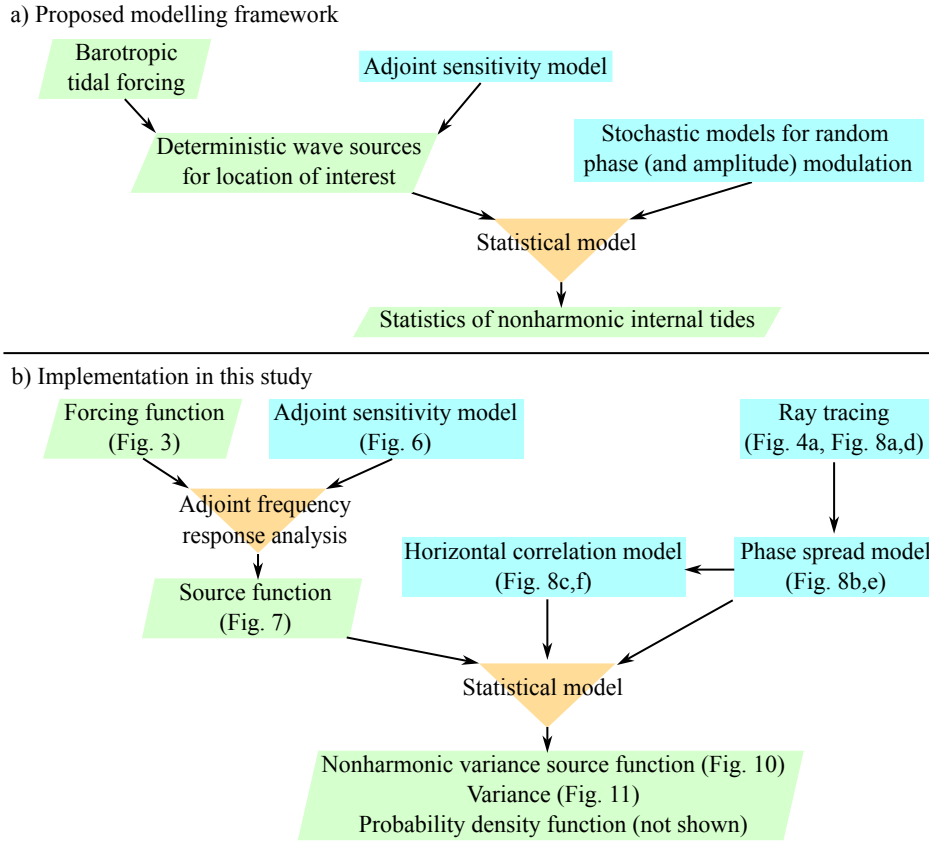 a) Proposed modelling framework
Barotropic
tidal forcing
Adjoint sensitivity model
Deterministic wave sources
for location of interest
Stochastic models for random
phase (and amplitude) modulation
Statistical model
Statistics of nonharmonic internal tides
b) Implementation in this study
Forcing function
(Fig. 3)
Adjoint sensitivity model
(Fig. 6)
Ray tracing
(Fig. 4a, Fig. 8a,d)
Adjoint frequency
response analysis
Horizontal correlation model
(Fig. 8c,f)
Phase spread model
(Fig. 8b,e)
Source function
(Fig. 7)
Statistical model
Nonharmonic variance source function (Fig. 10)
Variance (Fig. 11)
Probability density function (not shown)